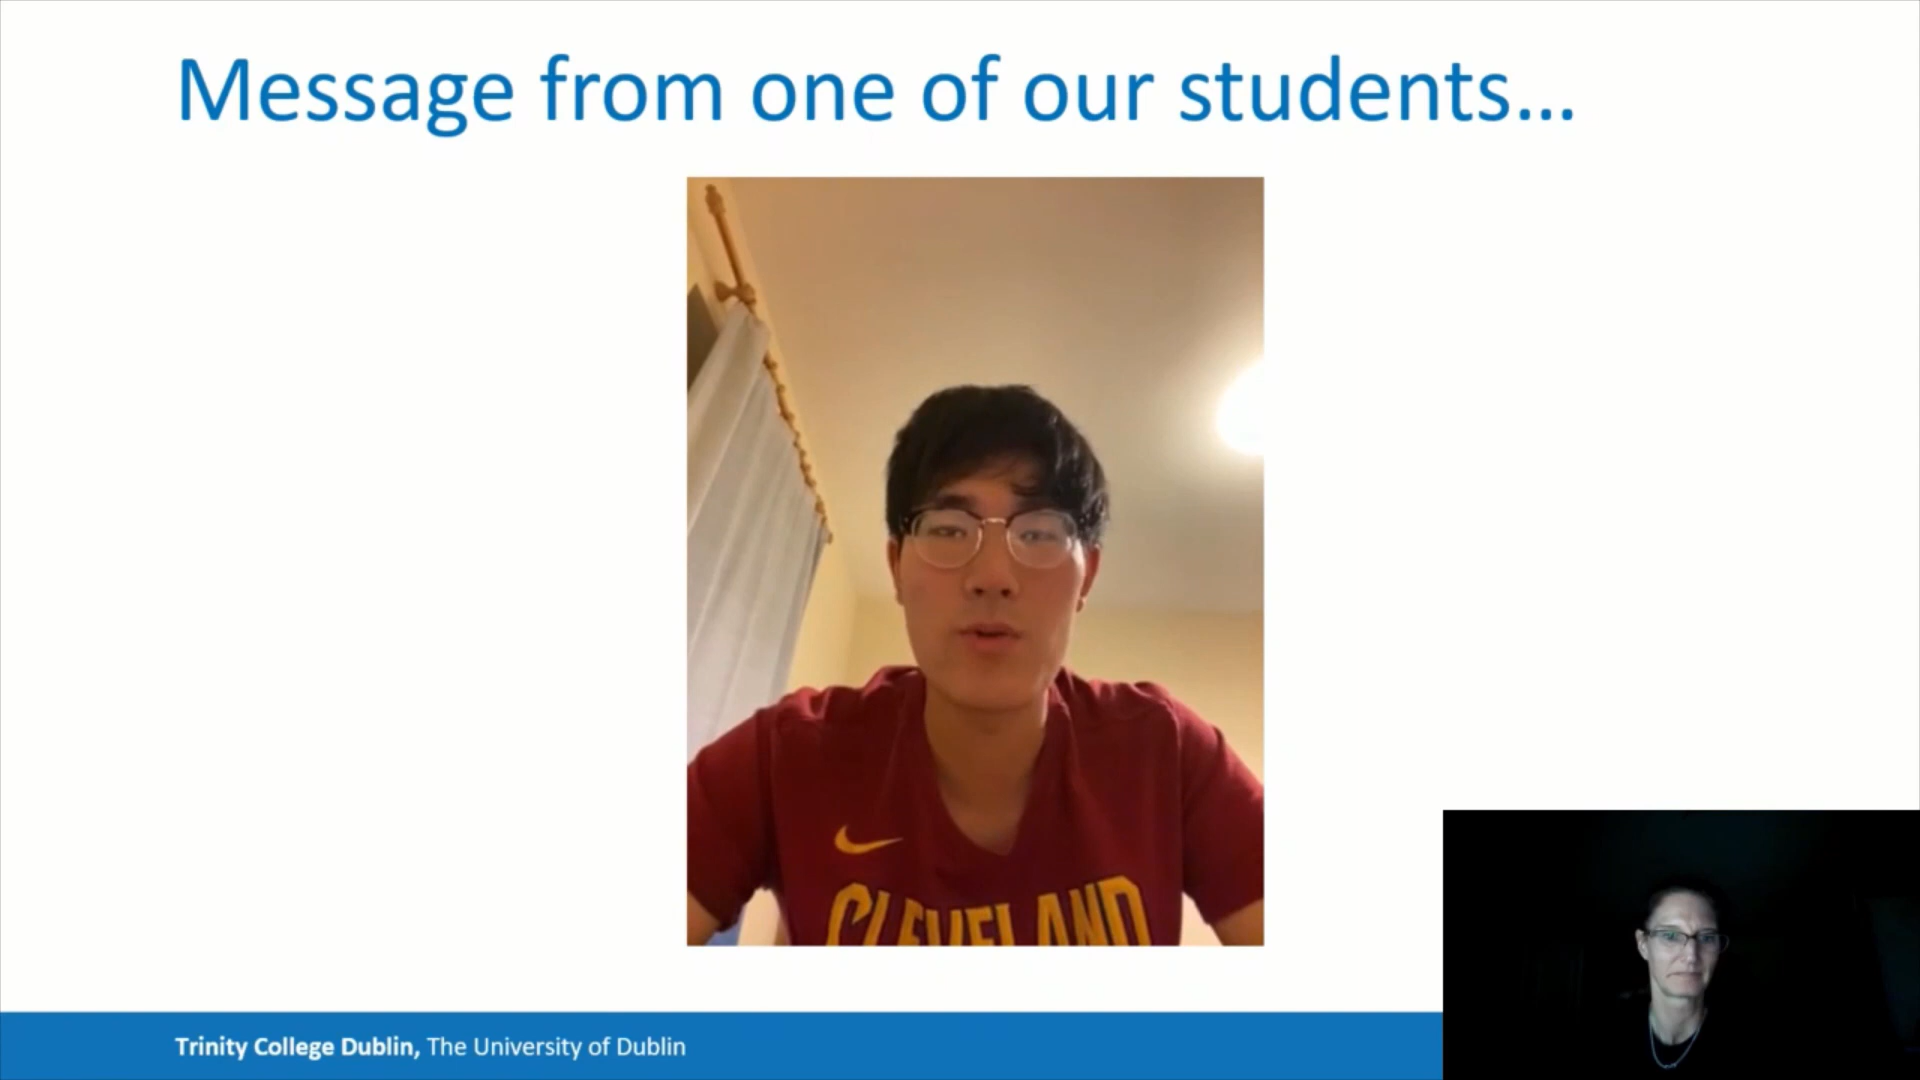 Message from one of our students...
CLEVELAND
Trinity College Dublin, The University of Dublin